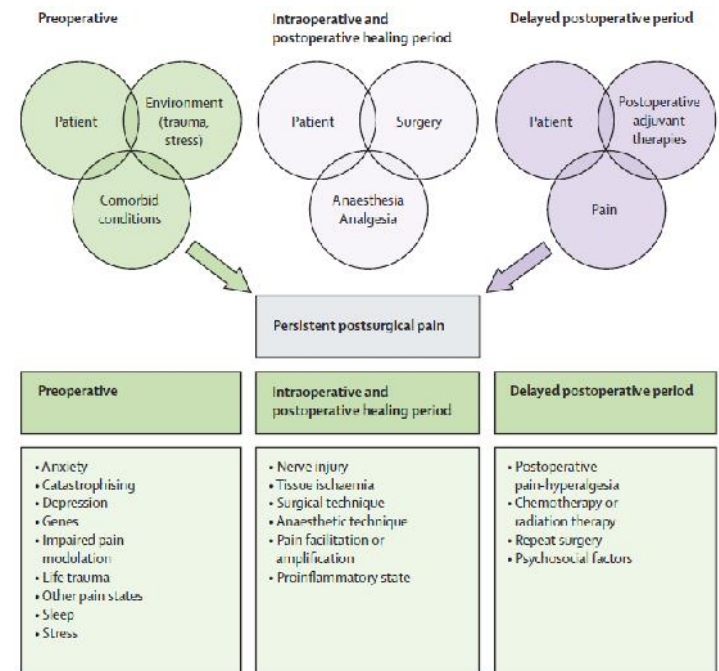 Preoperative
Intraoperative and
postoperative healing period
Delayed postoperative period
Patient
Environment
(trauma,
stress)
Comorbid
conditions
Patient
Surgery
Anaesthesia
Analgesia
Patient
Postoperative
adjuvant
therapies
Pain
Persistent postsurgical pain
Preoperative
• Anxiety
• Catastrophising
• Depression
• Genes
• Impaired pain
modulation
• Life trauma
• Other pain states
• Sleep
• Stress
Intraoperative and
postoperative healing period
• Nerve injury
• Tissue ischaemia
• Surgical technique
• Anaesthetic technique
• Pain facilitation or
amplification
• Proinflammatory state
Delayed postoperative period
• Postoperative
pain-hyperalgesia
• Chemotherapy or
radiation therapy
• Repeat surgery
• Psychosocial factors